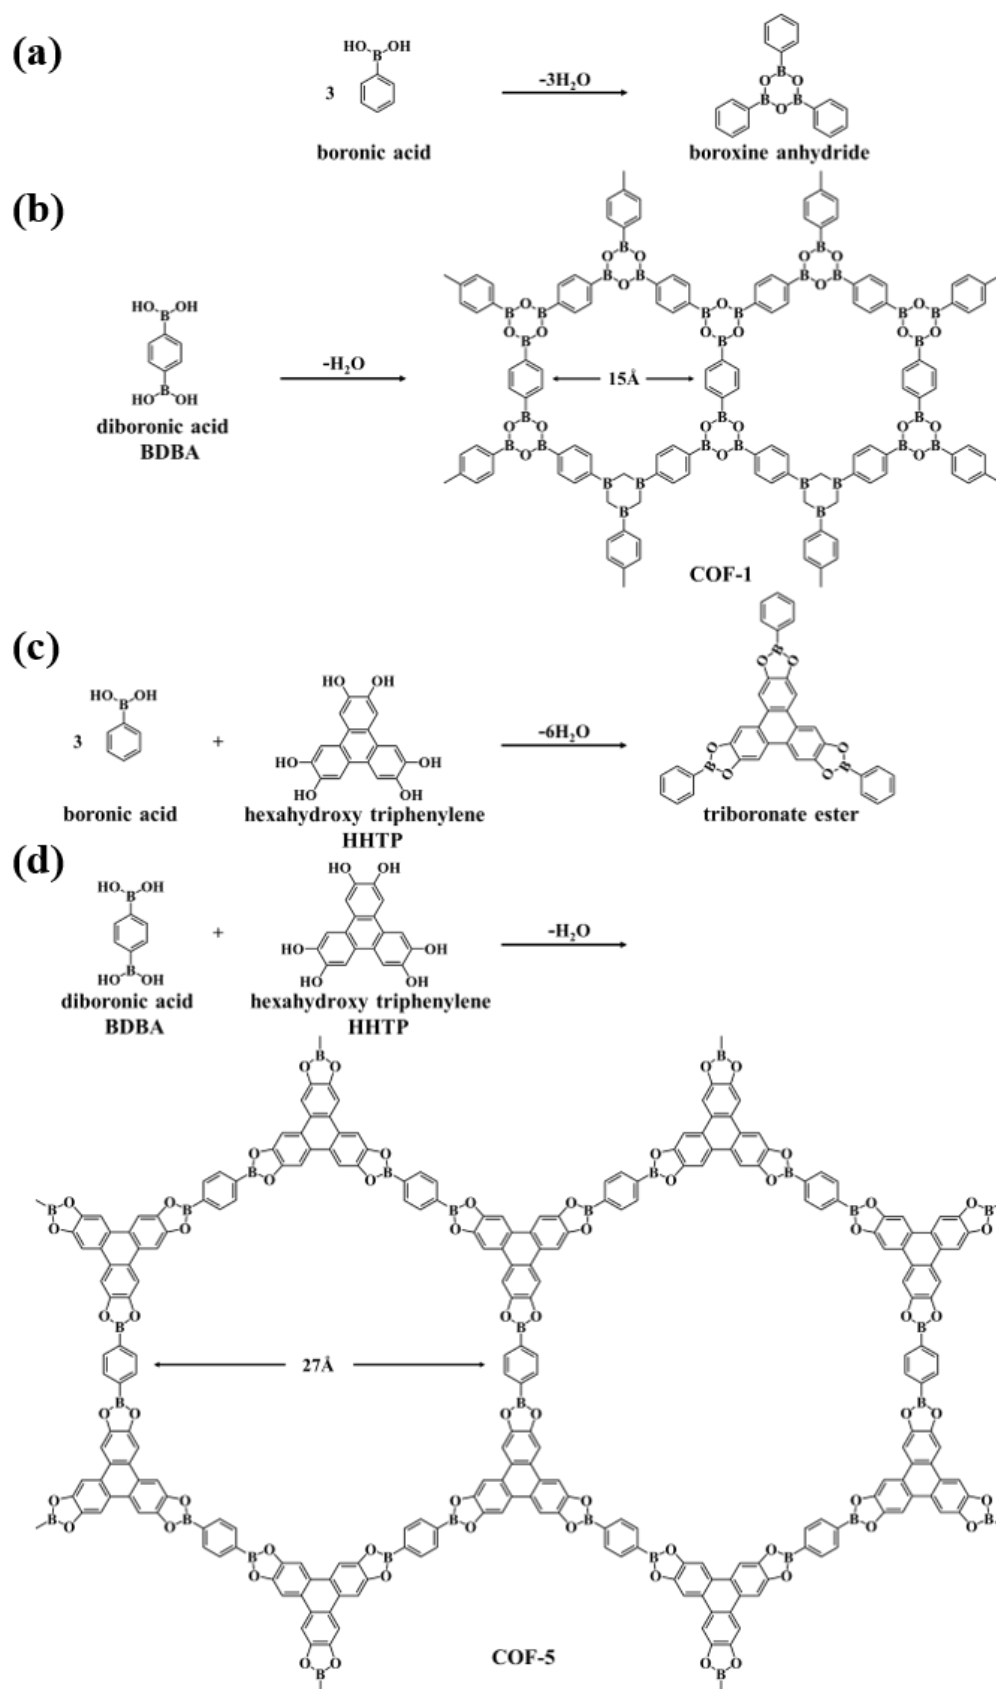 (a)
HO OH
B
3
boronic acid
-3H₂O
B
O O
B B
O
boroxine anhydride
(b)
HO OH
B
B
HO OH
diboronic acid
BDBA
-H₂O
15Å
COF-1
(c)
HO OH
B
3
boronic acid
+
HO OH
HO OH
HO OH
hexahydroxy triphenylene
HHTP
-6H₂O
B
O O
O O
B B
O O
triboronate ester
(d)
HO OH
B
B
HO OH
diboronic acid
BDBA
+
HO OH
HO OH
HO OH
hexahydroxy triphenylene
HHTP
-H₂O
27Å
COF-5